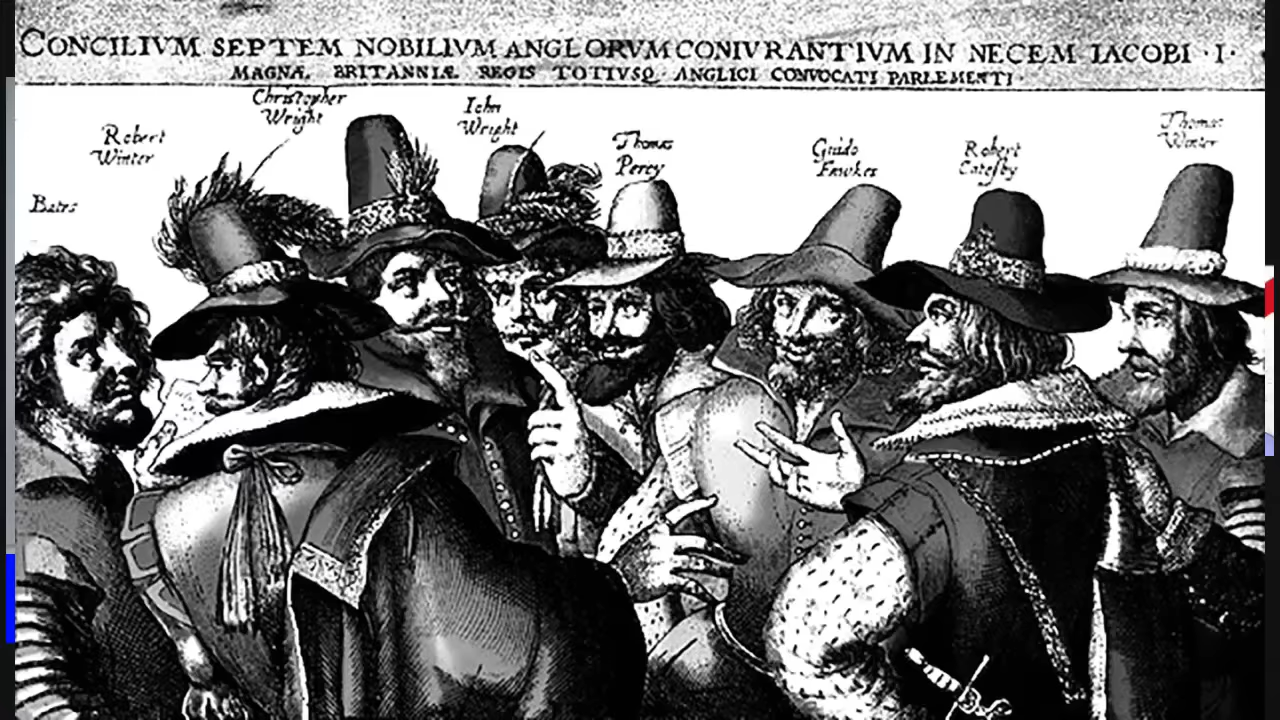 CONCILIVM SEPTEM NOBILIVM ANGLORVM CONIVRANTIVM IN NECEM IACOBI · I ·
MAGNÆ BRITANNIÆ REGIS TOTIVSQ · ANGLICI CONVOCATI PARLEMENTI ·
Bates
Robert
Winter
Christopher
Wright
Iohn
Wright
Thomas
Percy
Guido
Fawkes
Robert
Catesby
Thomas
Winter